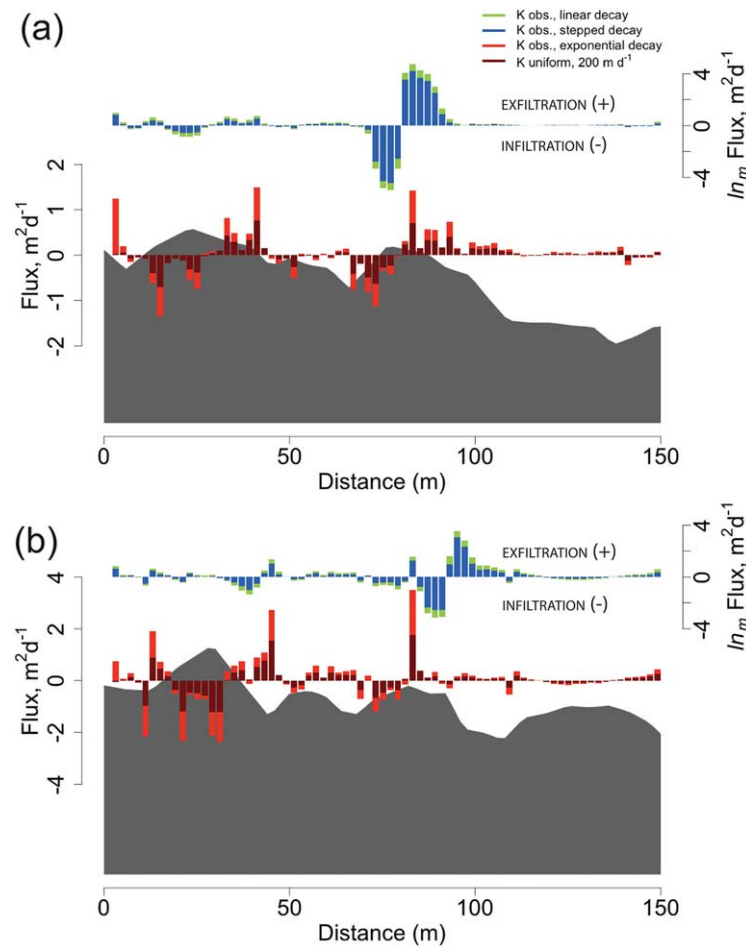 (a)
K obs., linear decay
K obs., stepped decay
K obs., exponential decay
K uniform, 200 m d⁻¹
EXFILTRATION (+)
INFILTRATION (-)
4
0
-4
ln_m Flux, m²d⁻¹
2
1
0
-1
-2
Flux, m²d⁻¹
0 50 100 150
Distance (m)
(b)
EXFILTRATION (+)
INFILTRATION (-)
4
0
-4
ln_m Flux, m²d⁻¹
4
2
0
-2
-4
Flux, m²d⁻¹
0 50 100 150
Distance (m)